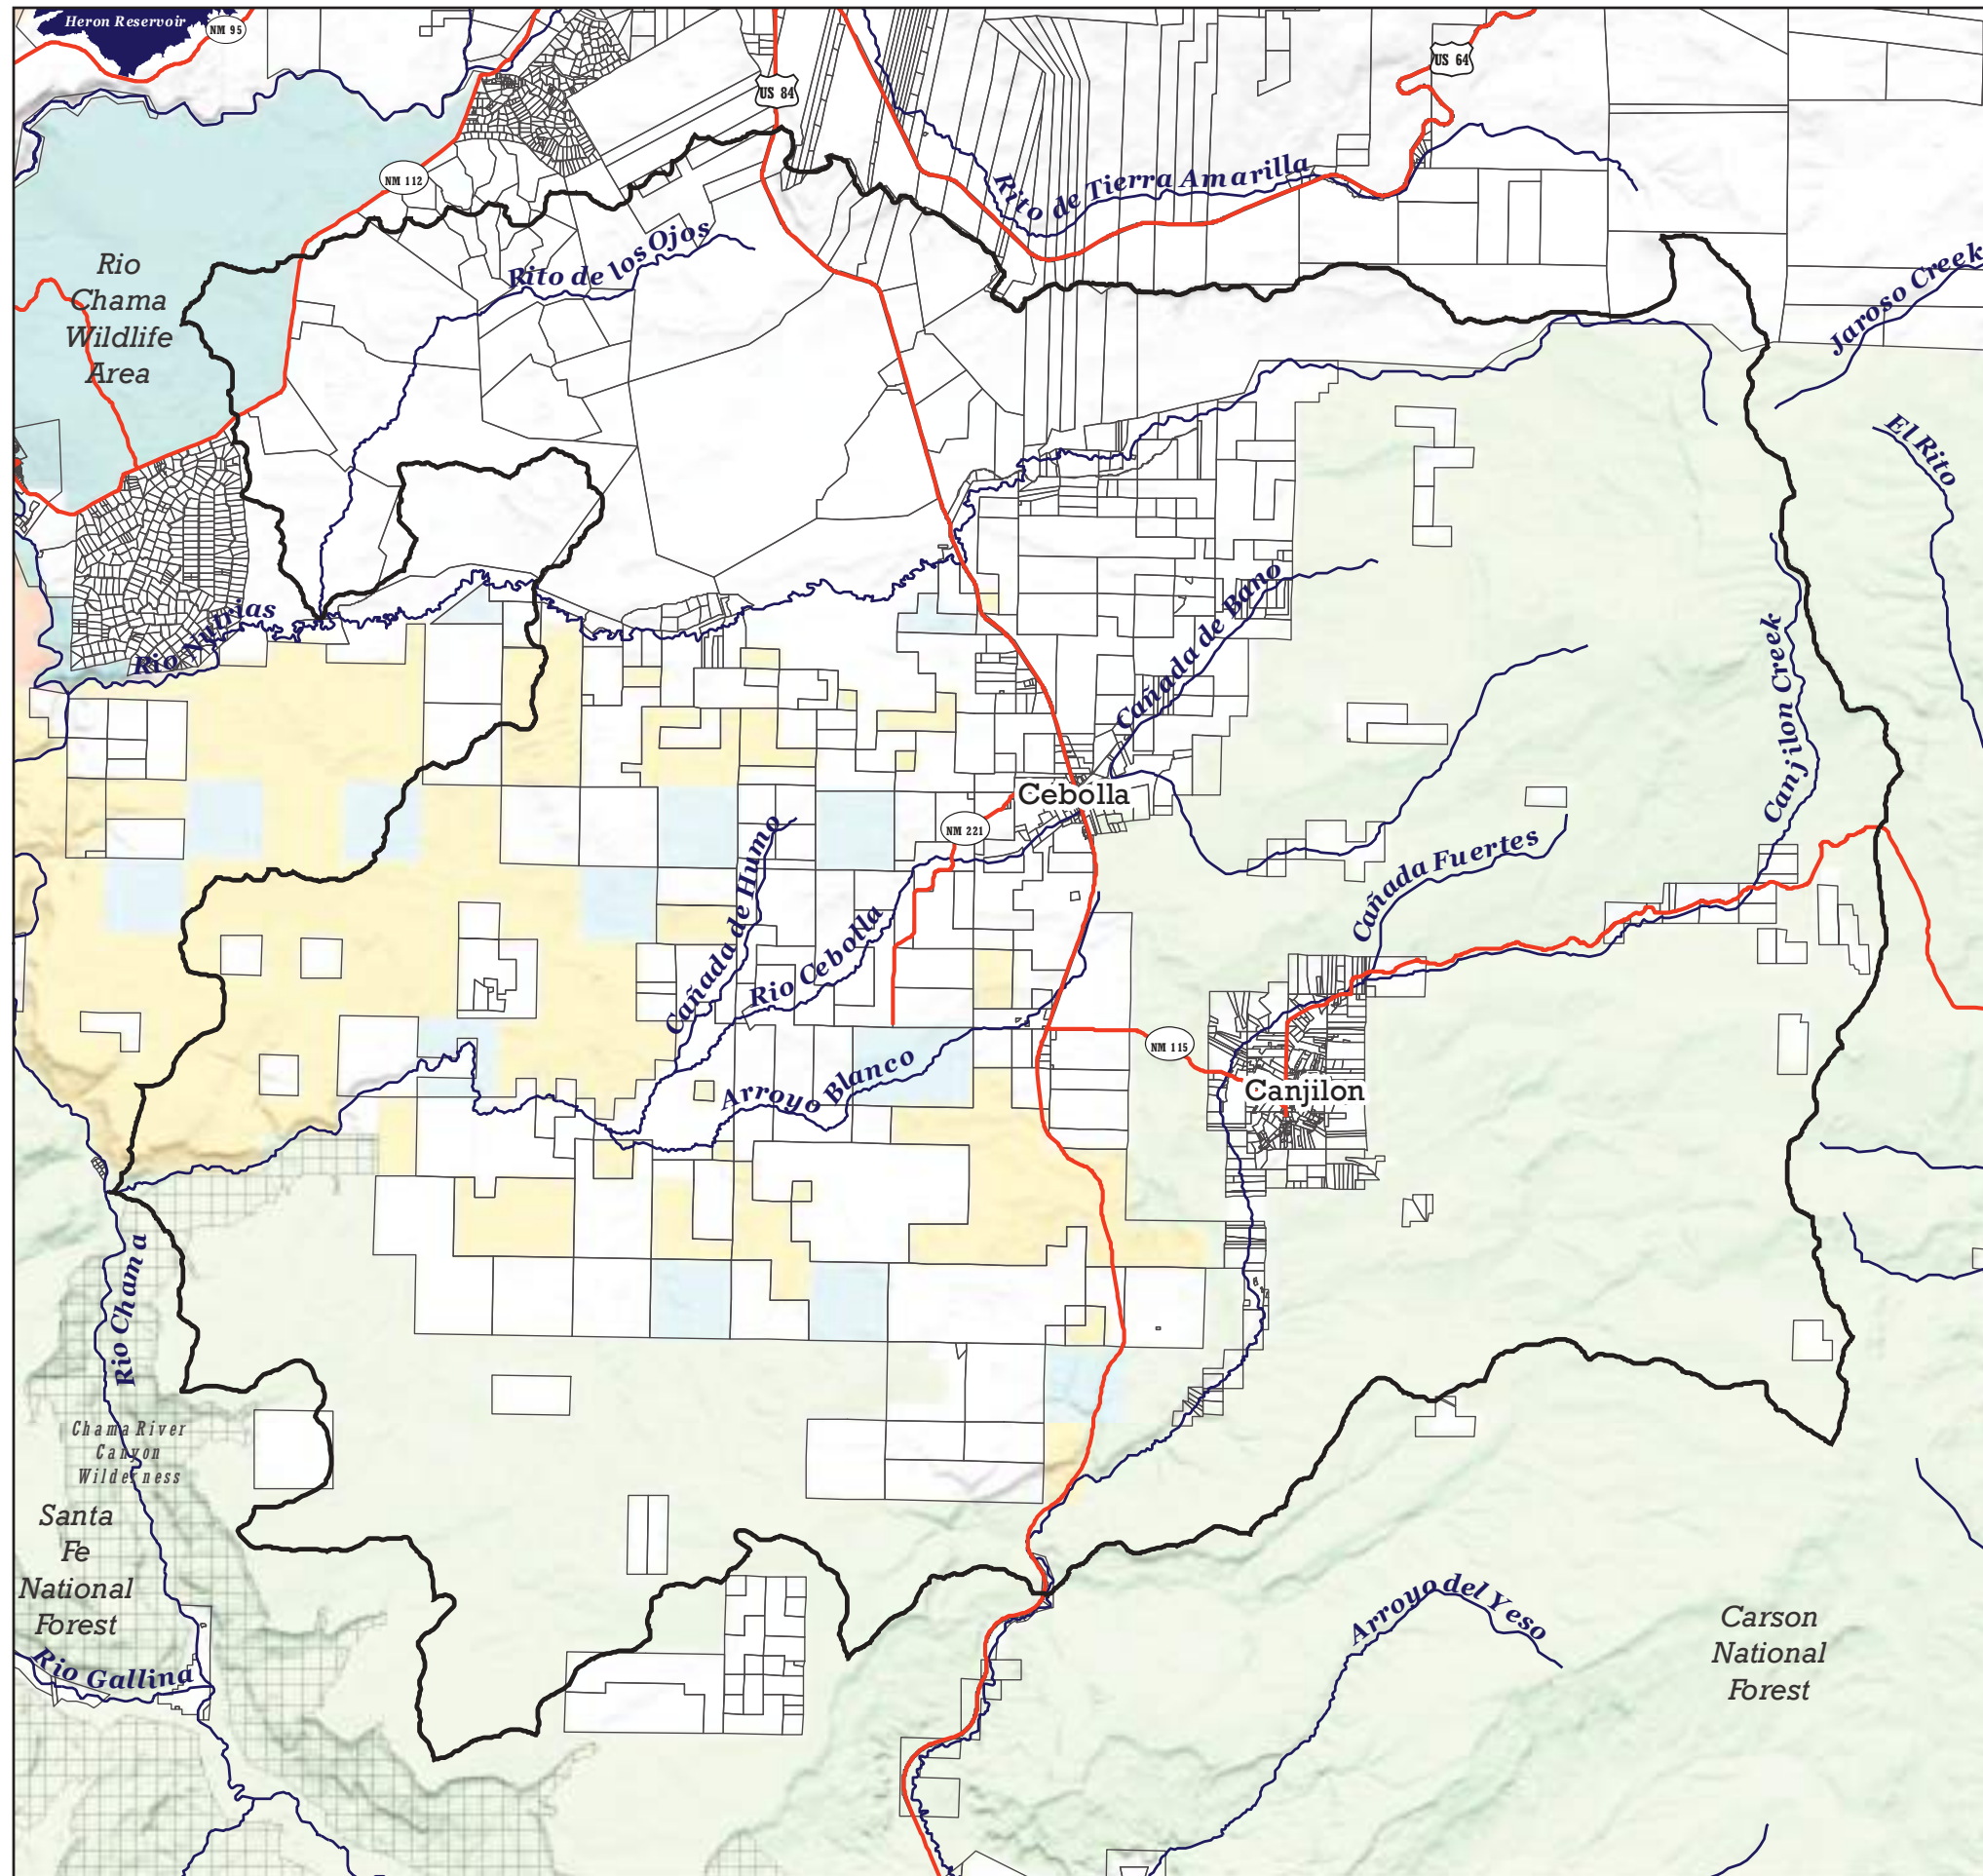 Heron Reservoir
NM 95
US 64
US 84
NM 112
Rito de Tierra Amarilla
Rito de los Ojos
Jaroso Creek
Rio
Chama
Wildlife
Area
El Rito
Rio Nutrias
Cañada de Bano
Canjilon Creek
Cebolla
NM 221
Cañada de Humo
Cañada Fuertes
Rio Cebolla
NM 115
Arroyo Blanco
Canjilon
Rio Chama
Chama River
Canyon
Wilderness
Santa
Fe
National
Forest
Rio Gallina
Arroyo del Yeso
Carson
National
Forest